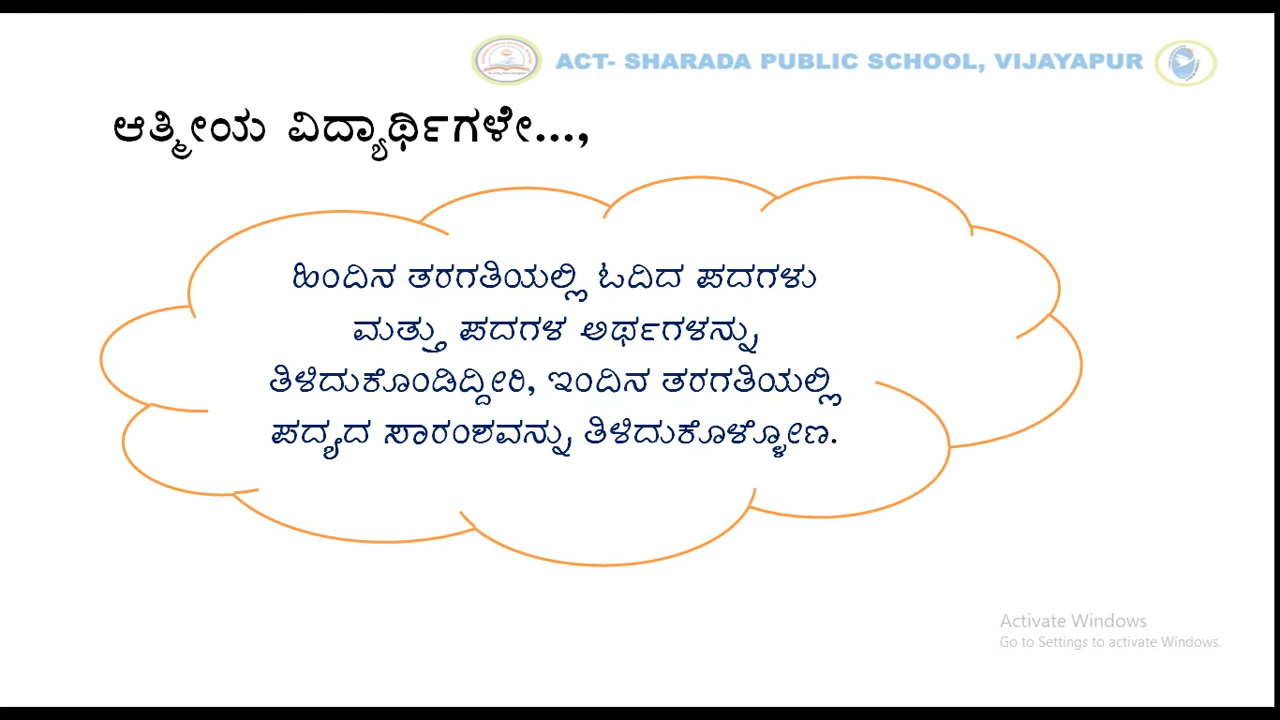 ACT- SHARADA PUBLIC SCHOOL, VIJAYAPUR
ಆತ್ಮೀಯ ವಿದ್ಯಾರ್ಥಿಗಳೇ...,
ಹಿಂದಿನ ತರಗತಿಯಲ್ಲಿ ಓದಿದ ಪದಗಳು
ಮತ್ತು ಪದಗಳ ಅರ್ಥಗಳನ್ನು
ತಿಳಿದುಕೊಂಡಿದ್ದೀರಿ, ಇಂದಿನ ತರಗತಿಯಲ್ಲಿ
ಪದ್ಯದ ಸಾರಂಶವನ್ನು ತಿಳಿದುಕೊಳ್ಳೋಣ.
Activate Windows
Go to Settings to activate Windows.